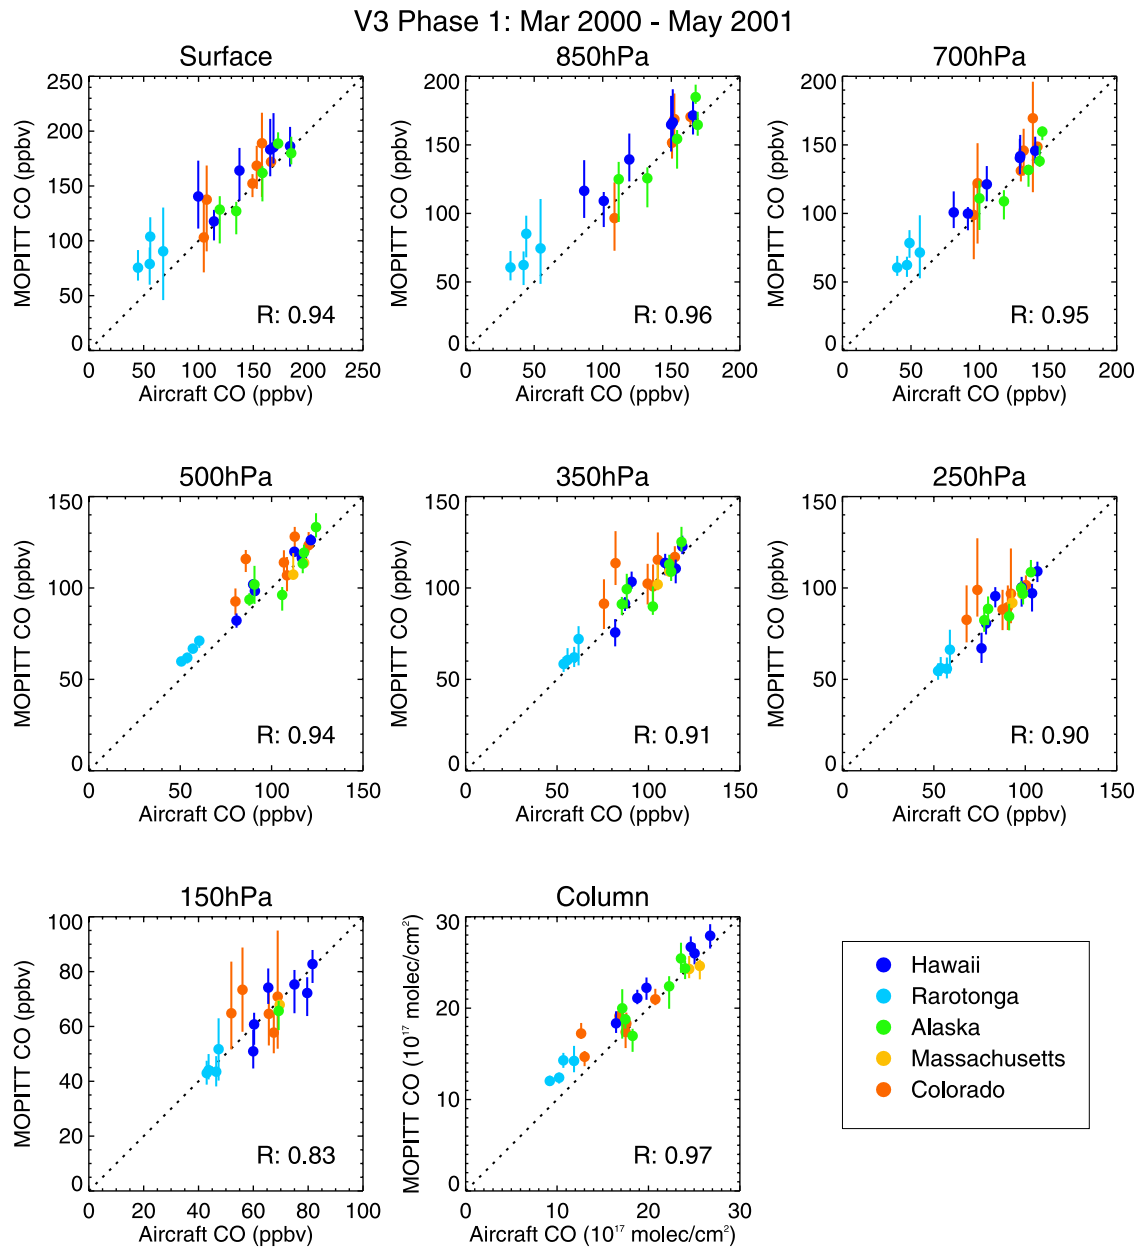 V3 Phase 1: Mar 2000 - May 2001
Surface
850hPa
700hPa
MOPITT CO (ppbv)
250
200
150
100
50
0
R: 0.94
0 50 100 150 200 250
Aircraft CO (ppbv)
MOPITT CO (ppbv)
200
150
100
50
0
R: 0.96
0 50 100 150 200
Aircraft CO (ppbv)
MOPITT CO (ppbv)
200
150
100
50
0
R: 0.95
0 50 100 150 200
Aircraft CO (ppbv)
500hPa
350hPa
250hPa
MOPITT CO (ppbv)
150
100
50
0
R: 0.94
0 50 100 150
Aircraft CO (ppbv)
MOPITT CO (ppbv)
150
100
50
0
R: 0.91
0 50 100 150
Aircraft CO (ppbv)
MOPITT CO (ppbv)
150
100
50
0
R: 0.90
0 50 100 150
Aircraft CO (ppbv)
150hPa
Column
MOPITT CO (ppbv)
100
80
60
40
20
0
R: 0.83
0 20 40 60 80 100
Aircraft CO (ppbv)
MOPITT CO (10¹⁷ molec/cm²)
30
20
10
0
R: 0.97
0 10 20 30
Aircraft CO (10¹⁷ molec/cm²)
Hawaii
Rarotonga
Alaska
Massachusetts
Colorado